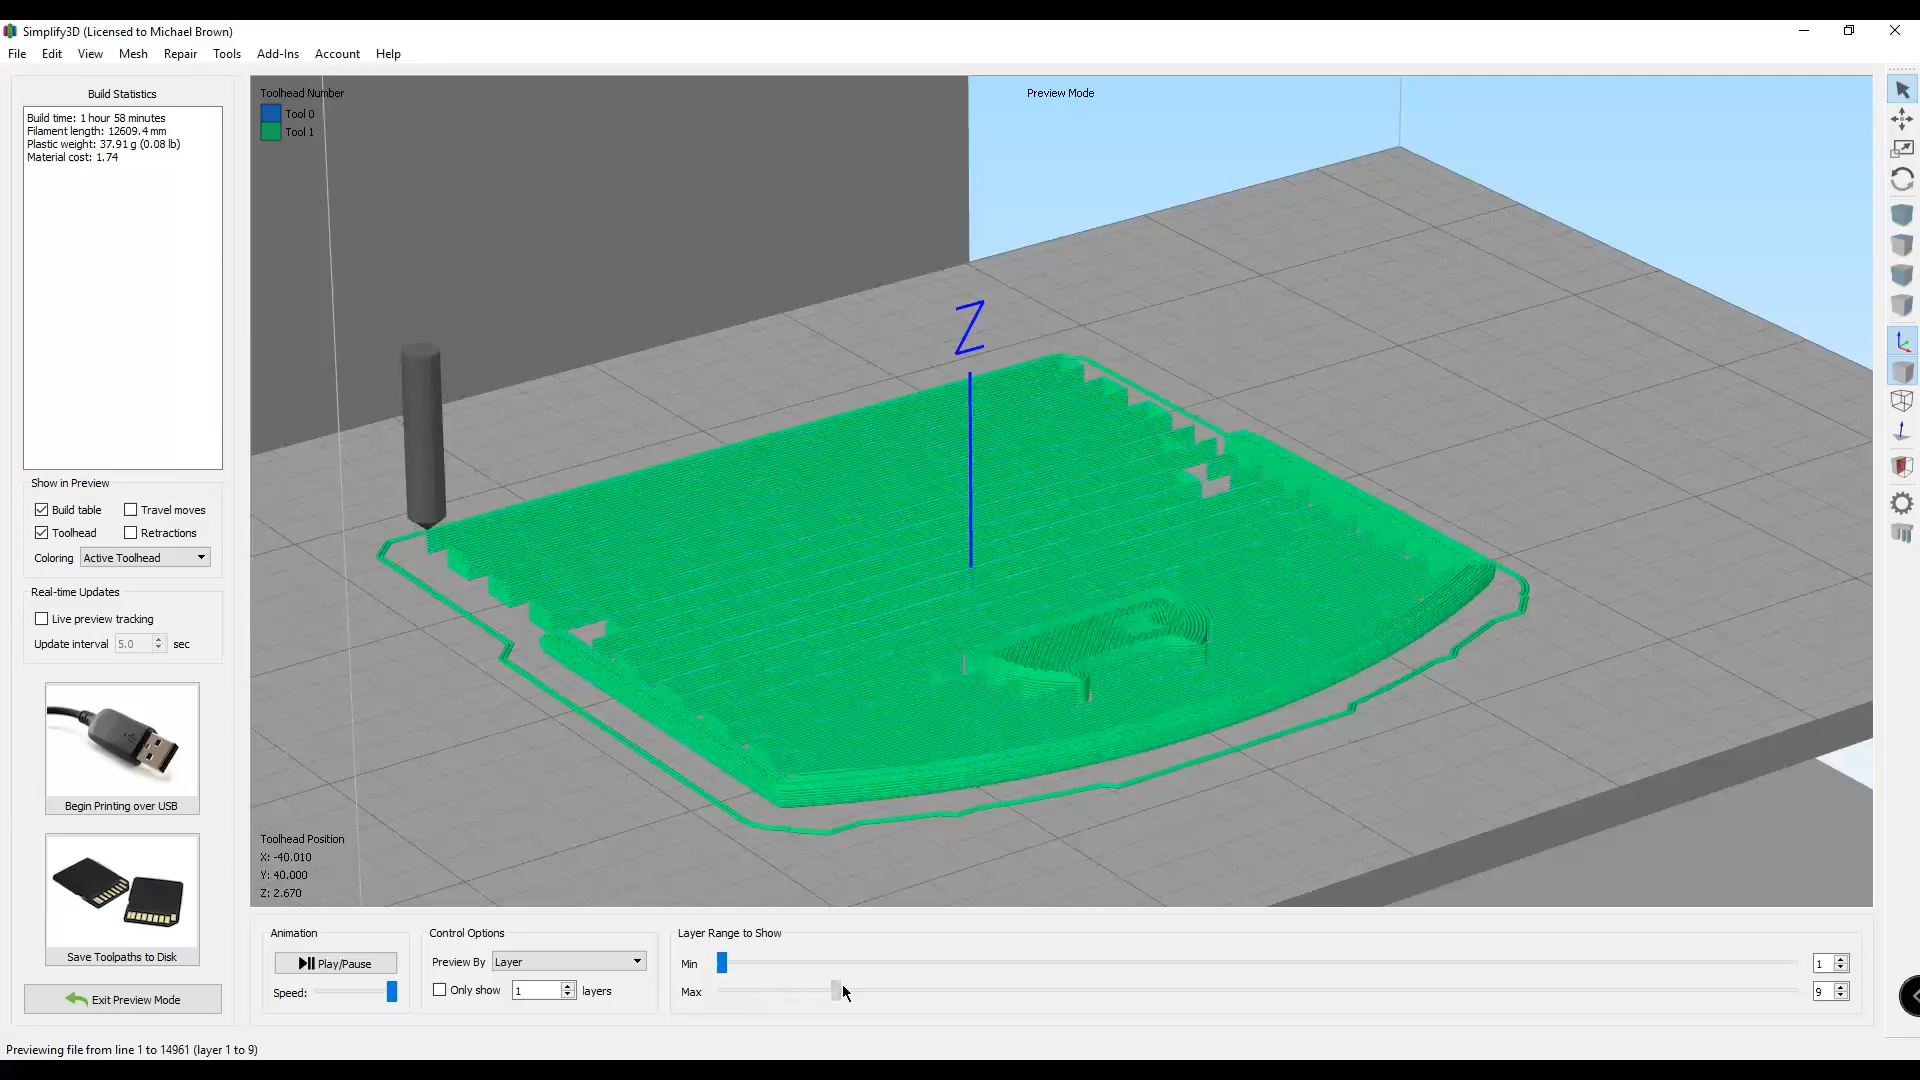 Simplify3D (Licensed to Michael Brown)
File Edit View Mesh Repair Tools Add-Ins Account Help
Build Statistics
Build time: 1 hour 58 minutes
Filament length: 12609.4 mm
Plastic weight: 37.91 g (0.08 lb)
Material cost: 1.74
Show in Preview
Build table Travel moves
Toolhead Retractions
Coloring Active Toolhead
Real-time Updates
Live preview tracking
Update interval 5.0 sec
Begin Printing over USB
Save Toolpaths to Disk
Exit Preview Mode
Toolhead Number
Tool 0
Tool 1
Preview Mode
Z
Toolhead Position
X: -40.010
Y: 40.000
Z: 2.670
Animation
Play/Pause
Speed:
Control Options
Preview By Layer
Only show 1 layers
Layer Range to Show
Min 1
Max 9
Previewing file from line 1 to 14961 (layer 1 to 9)